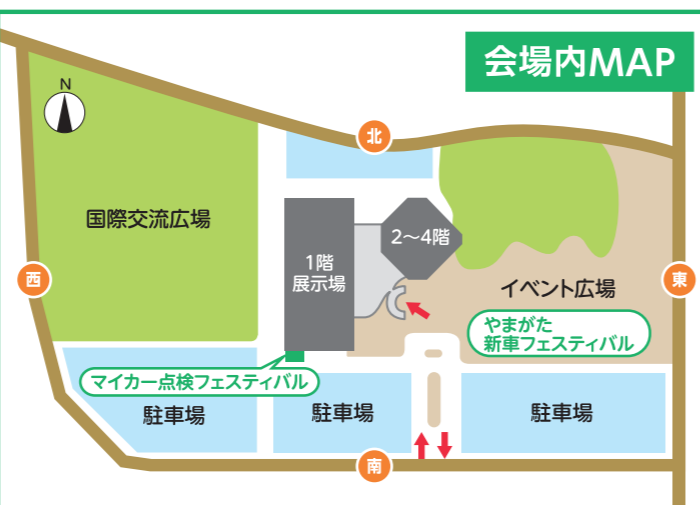 会場内MAP
N
北
国際交流広場
2〜4階
1階
展示場
西
イベント広場
東
やまがた
新車フェスティバル
マイカー点検フェスティバル
駐車場
駐車場
駐車場
南